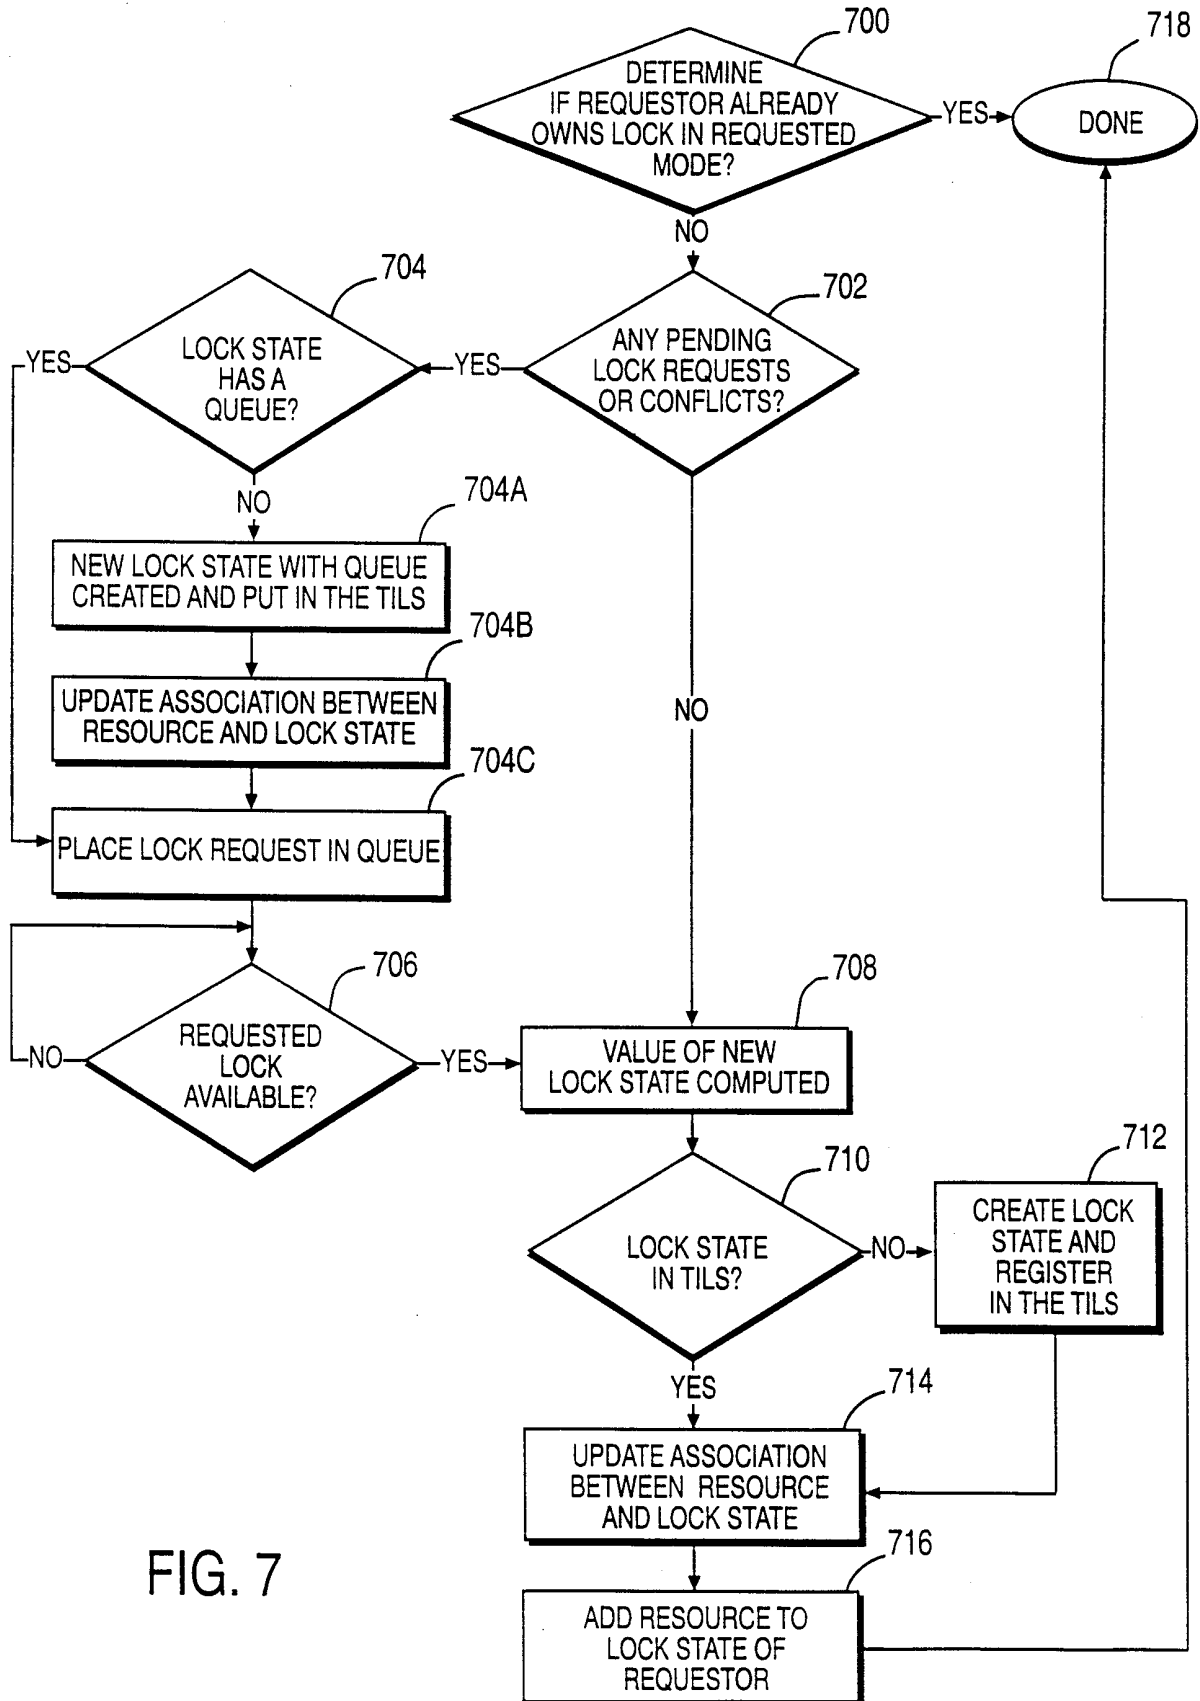 700
718
DETERMINE
IF REQUESTOR ALREADY
OWNS LOCK IN REQUESTED
MODE?
YES
DONE
NO
704
702
LOCK STATE
HAS A
QUEUE?
YES
YES
ANY PENDING
LOCK REQUESTS
OR CONFLICTS?
NO
704A
NEW LOCK STATE WITH QUEUE
CREATED AND PUT IN THE TILS
704B
UPDATE ASSOCIATION BETWEEN
RESOURCE AND LOCK STATE
NO
704C
PLACE LOCK REQUEST IN QUEUE
706
REQUESTED
LOCK
AVAILABLE?
NO
YES
708
VALUE OF NEW
LOCK STATE COMPUTED
710
LOCK STATE
IN TILS?
NO
712
CREATE LOCK
STATE AND
REGISTER
IN THE TILS
YES
714
UPDATE ASSOCIATION
BETWEEN RESOURCE
AND LOCK STATE
716
ADD RESOURCE TO
LOCK STATE OF
REQUESTOR
FIG. 7